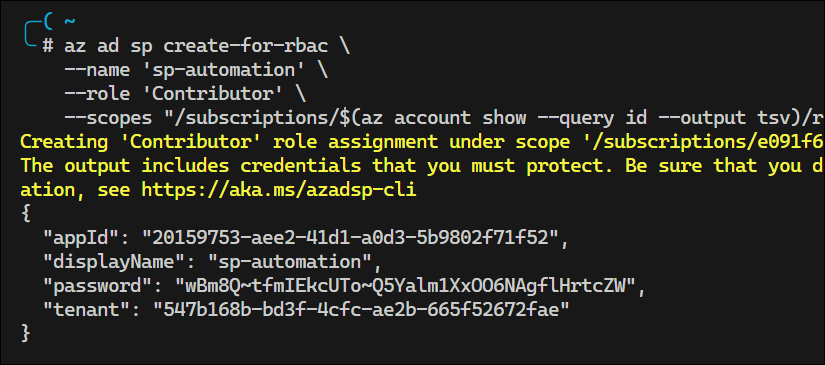 ( ~
# az ad sp create-for-rbac \
--name 'sp-automation' \
--role 'Contributor' \
--scopes "/subscriptions/$(az account show --query id --output tsv)/r
Creating 'Contributor' role assignment under scope '/subscriptions/e091f6
The output includes credentials that you must protect. Be sure that you d
ation, see https://aka.ms/azadsp-cli
{
"appId": "20159753-aee2-41d1-a0d3-5b9802f71f52",
"displayName": "sp-automation",
"password": "wBm8Q~tfmIEkcUTo~Q5Yalm1XxOO6NAgflHrtcZW",
"tenant": "547b168b-bd3f-4cfc-ae2b-665f52672fae"
}